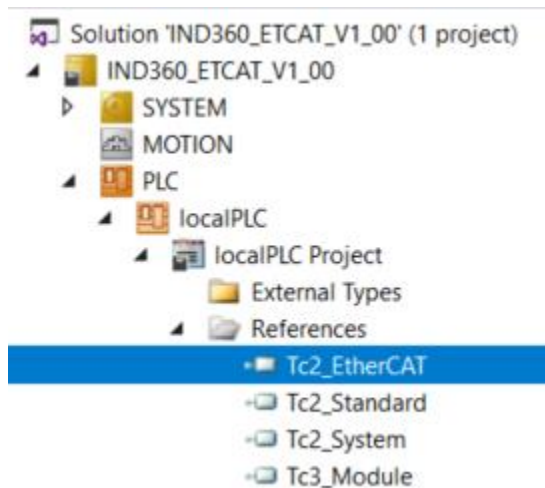 Solution 'IND360_ETCAT_V1_00' (1 project)
IND360_ETCAT_V1_00
SYSTEM
MOTION
PLC
localPLC
localPLC Project
External Types
References
Tc2_EtherCAT
Tc2_Standard
Tc2_System
Tc3_Module